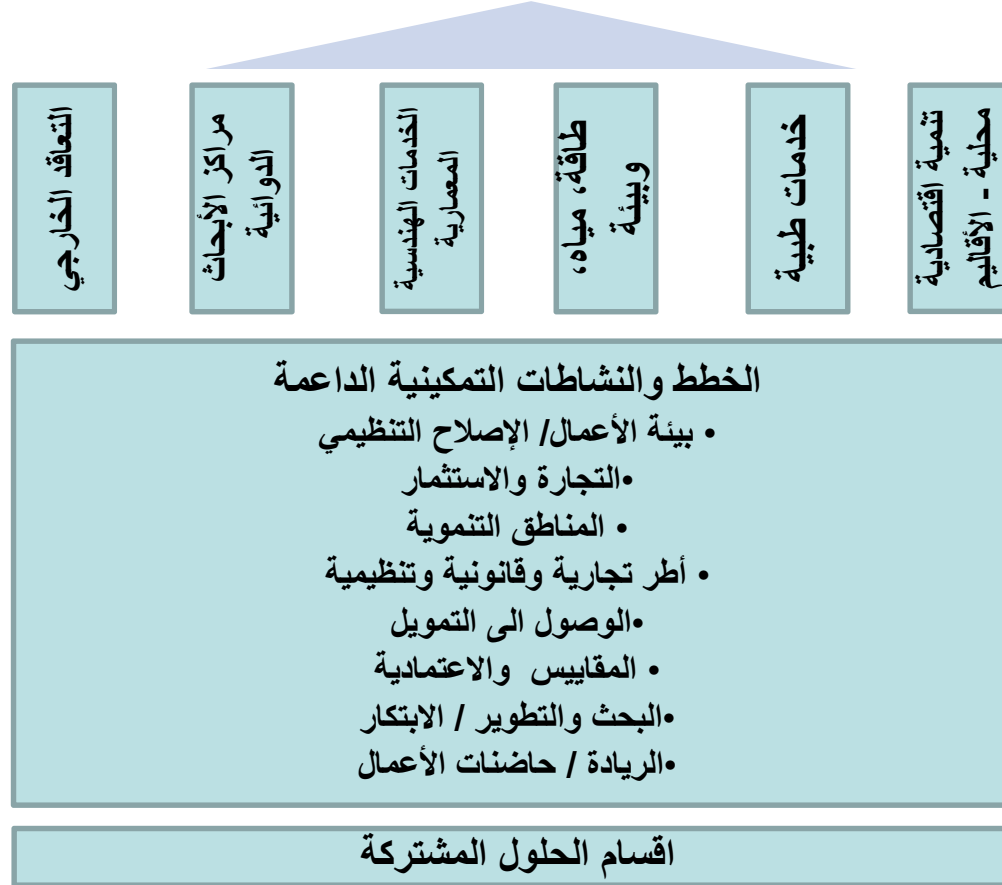 تنمية اقتصادية
محلية - الأقاليم
خدمات طبية
طاقة، مياه،
وبيئة
الخدمات الهندسية
المعمارية
مراكز الأبحاث
الدوائية
التعاقد الخارجي
الخطط والنشاطات التمكينية الداعمة
• بيئة الأعمال/ الإصلاح التنظيمي
•التجارة والاستثمار
• المناطق التنموية
• أطر تجارية وقانونية وتنظيمية
•الوصول الى التمويل
• المقاييس والاعتمادية
•البحث والتطوير / الابتكار
•الريادة / حاضنات الأعمال
اقسام الحلول المشتركة